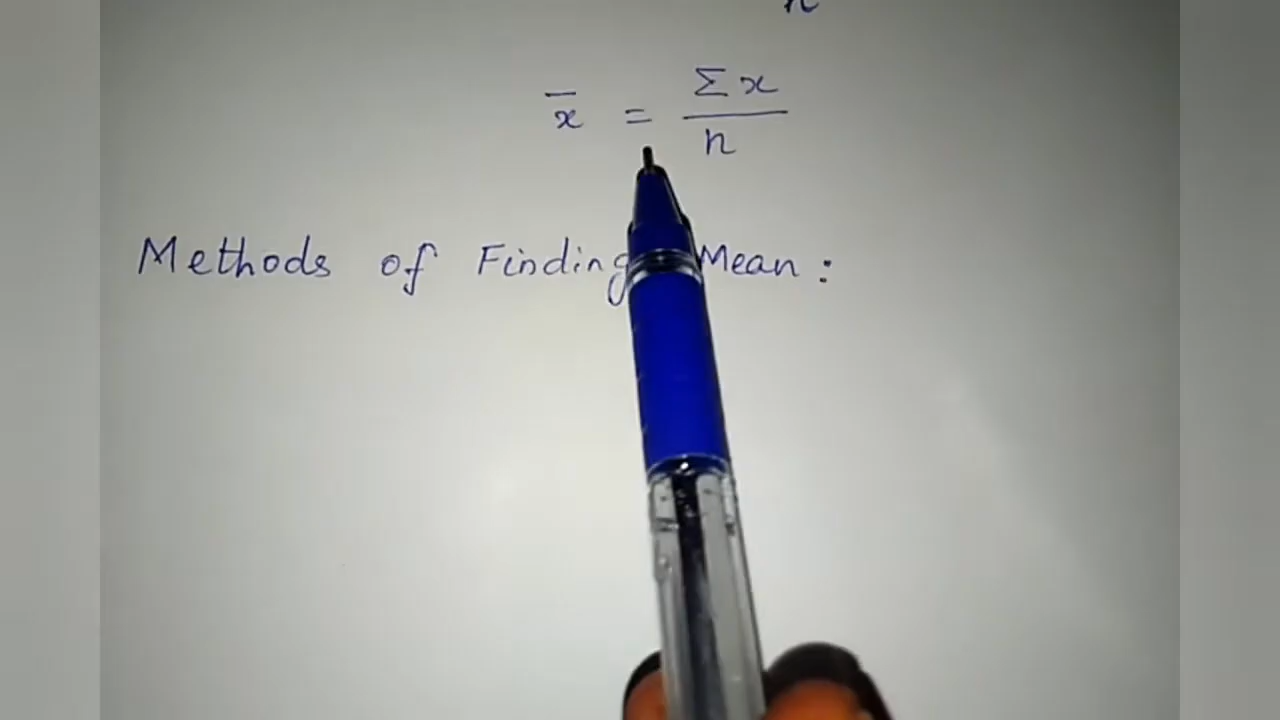 n
x̄ = Σx / n
Methods of Finding Mean :